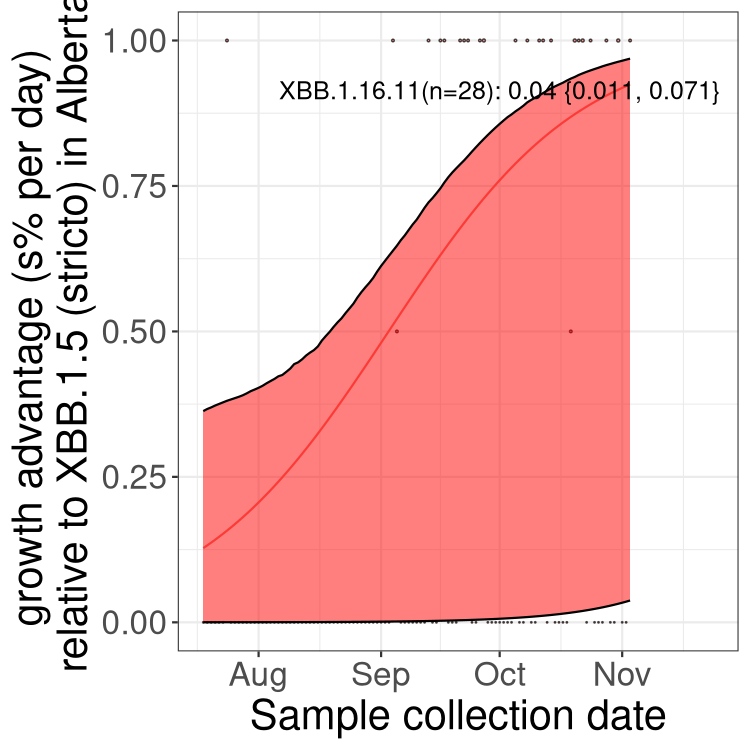 growth advantage (s% per day)
relative to XBB.1.5 (stricto) in Alberta
1.00
0.75
0.50
0.25
0.00
XBB.1.16.11(n=28): 0.04 {0.011, 0.071}
Aug Sep Oct Nov
Sample collection date